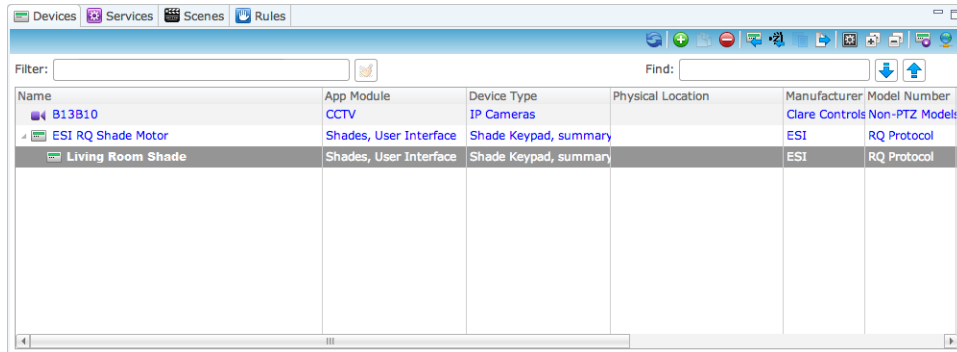 Devices Services Scenes Rules
Filter: Find:
Name App Module Device Type Physical Location Manufacturer Model Number
B13B10 CCTV IP Cameras Clare Controls Non-PTZ Models
ESI RQ Shade Motor Shades, User Interface Shade Keypad, summary ESI RQ Protocol
Living Room Shade Shades, User Interface Shade Keypad, summary ESI RQ Protocol